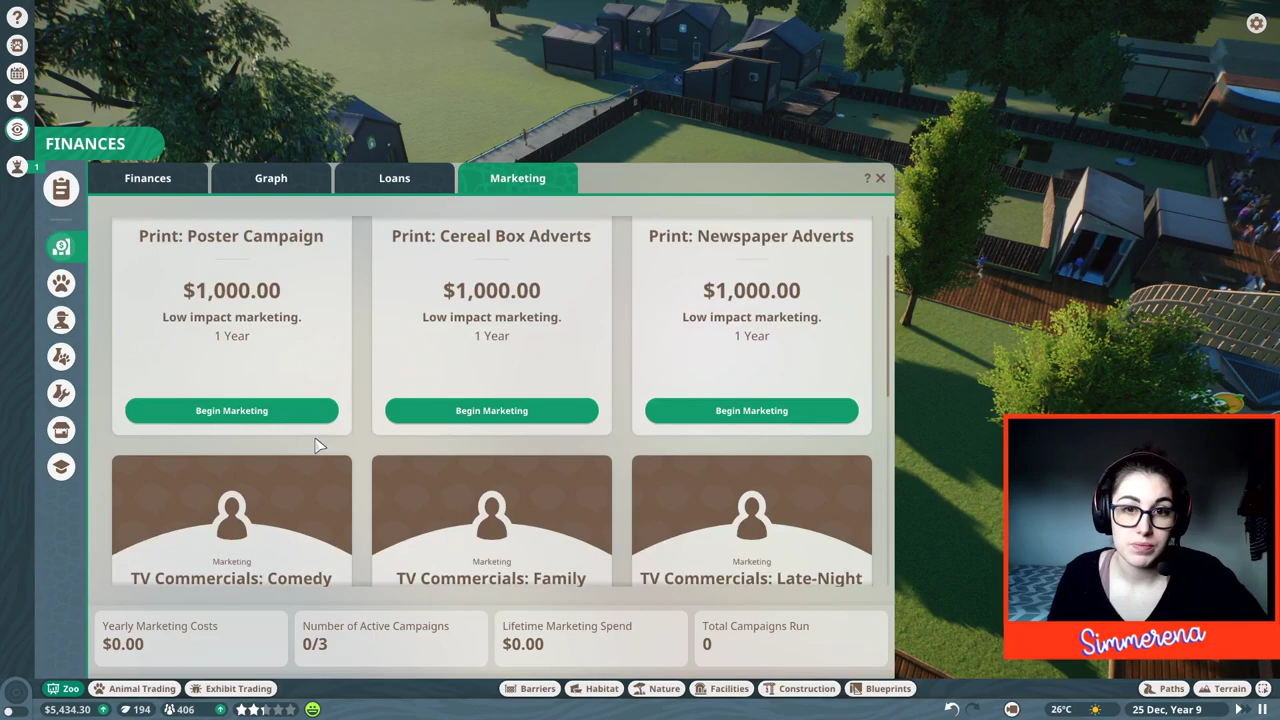 FINANCES
1
Finances
Graph
Loans
Marketing
?
Print: Poster Campaign
$1,000.00
Low impact marketing.
1 Year
Begin Marketing
Print: Cereal Box Adverts
$1,000.00
Low impact marketing.
1 Year
Begin Marketing
Print: Newspaper Adverts
$1,000.00
Low impact marketing.
1 Year
Begin Marketing
Marketing
TV Commercials: Comedy
Marketing
TV Commercials: Family
Marketing
TV Commercials: Late-Night
Yearly Marketing Costs
$0.00
Number of Active Campaigns
0/3
Lifetime Marketing Spend
$0.00
Total Campaigns Run
0
Simmerena
Zoo
Animal Trading
Exhibit Trading
Barriers
Habitat
Nature
Facilities
Construction
Blueprints
Paths
Terrain
$5,434.30
194
406
26°C
25 Dec, Year 9